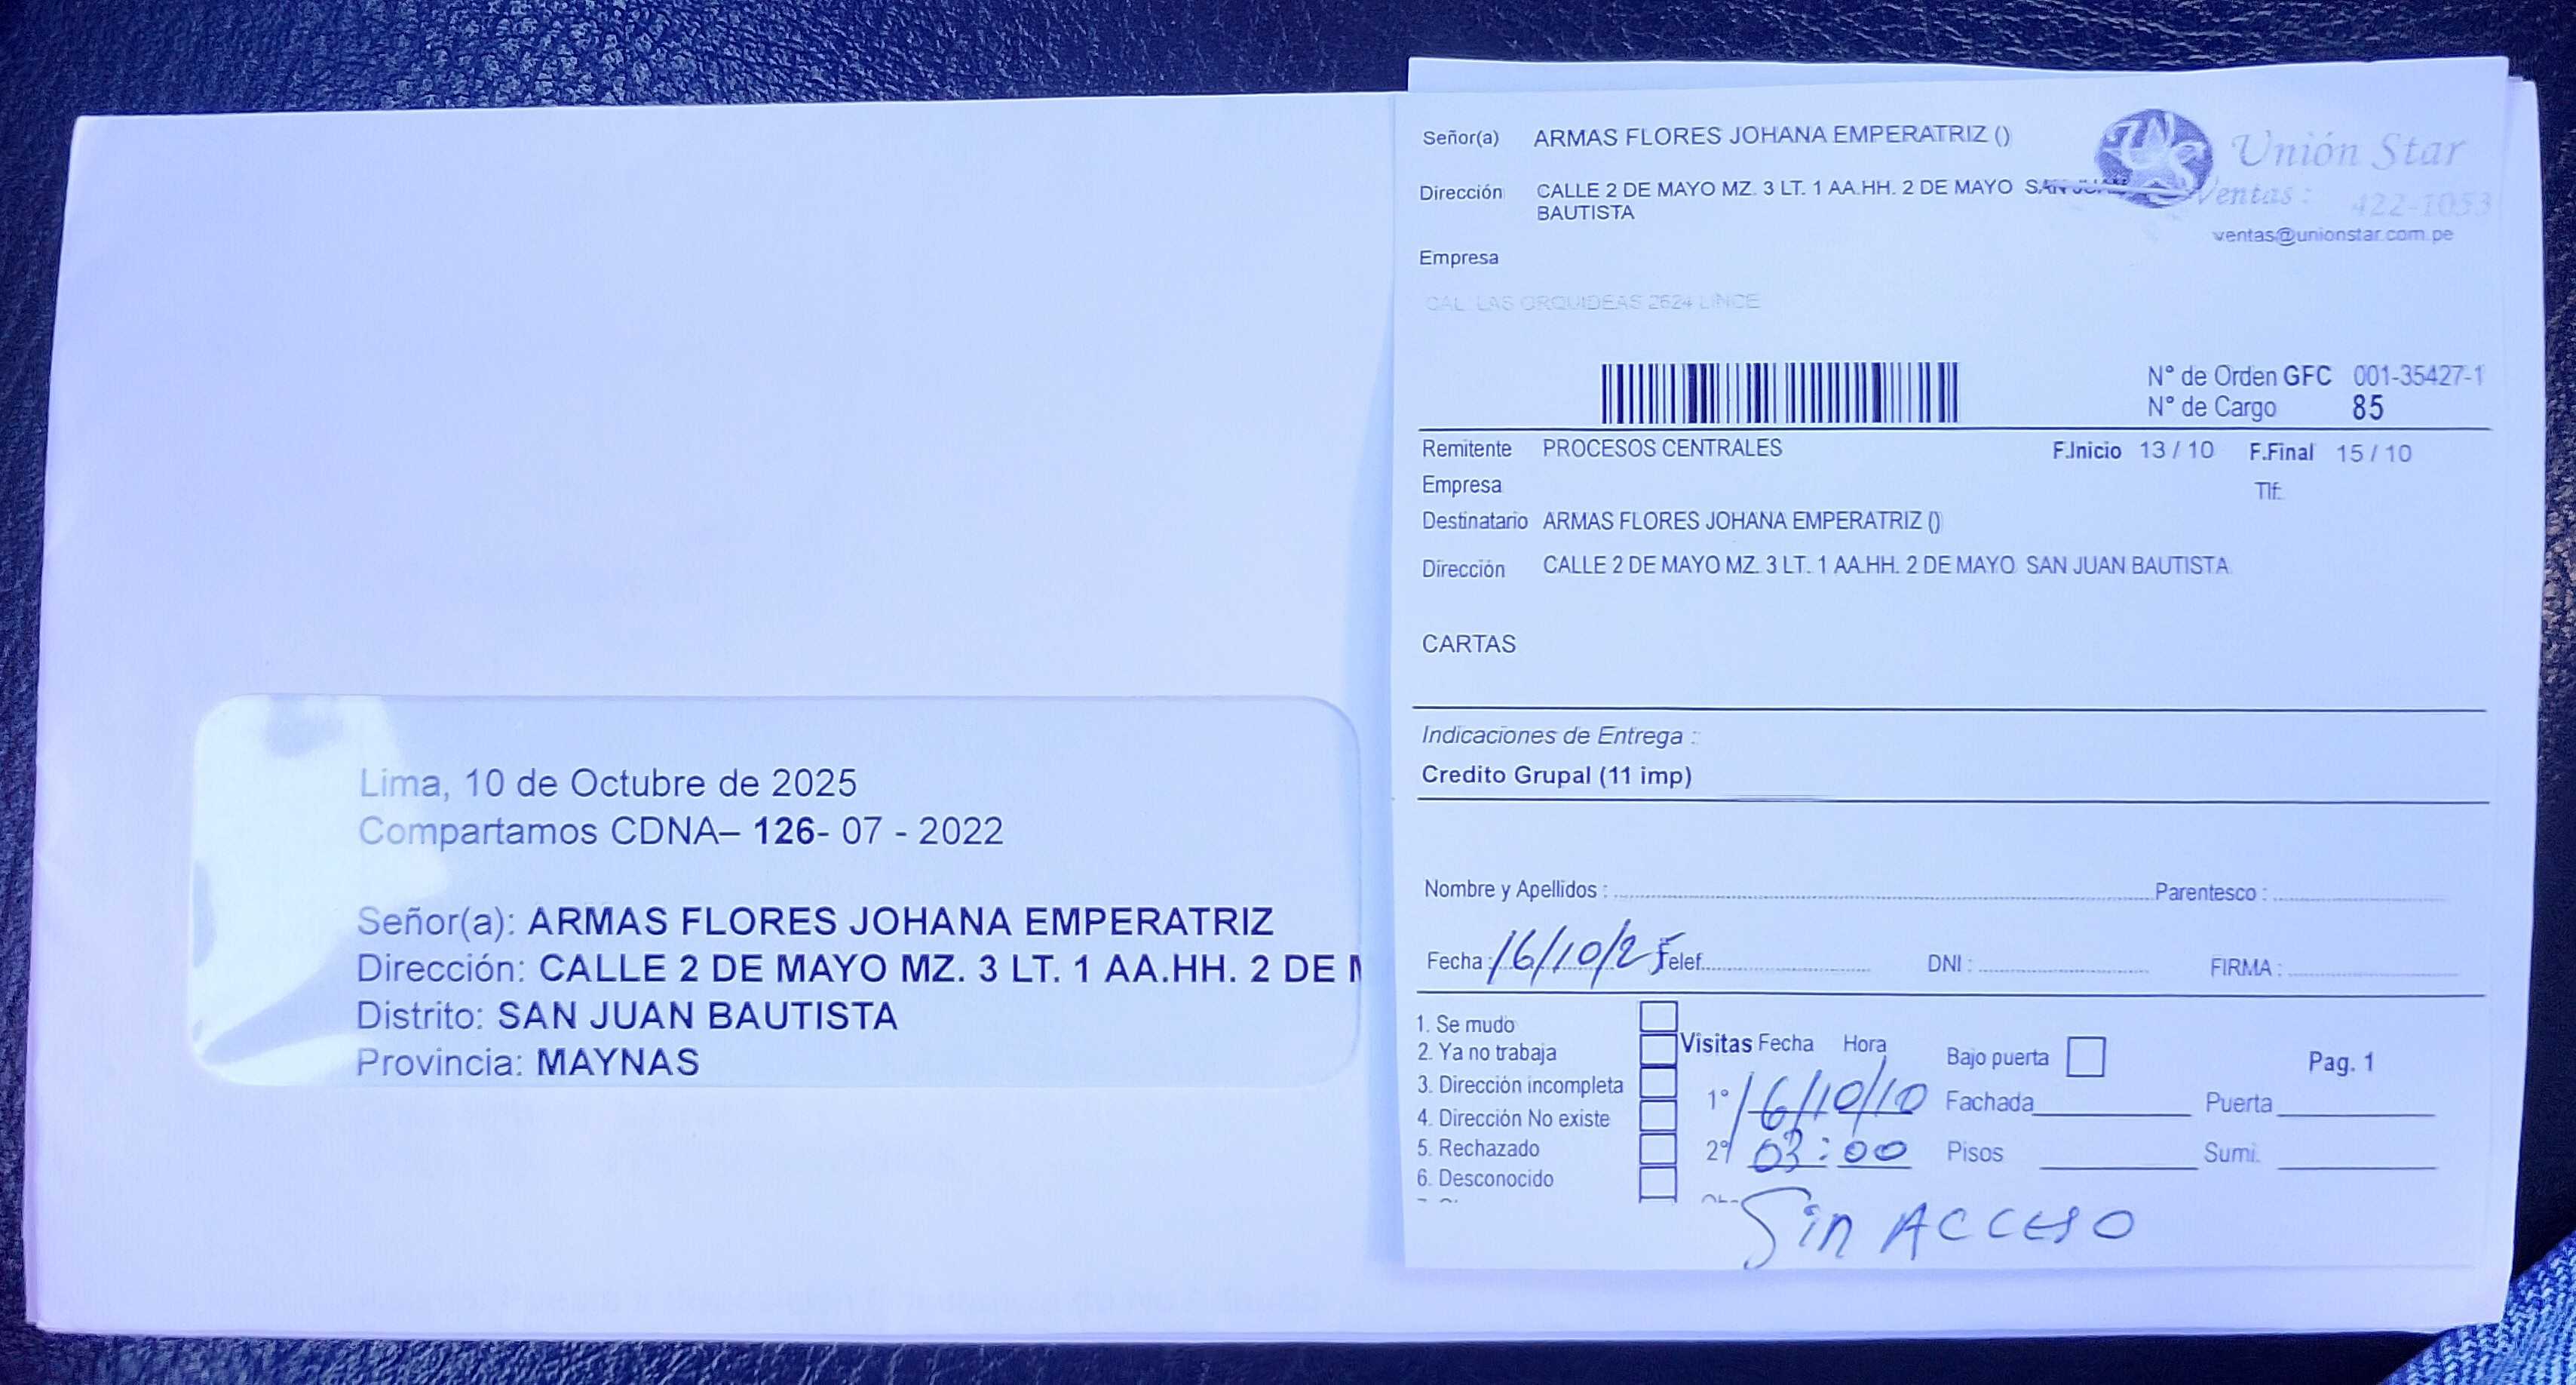 Lima, 10 de Octubre de 2025
Compartamos CDNA– 126- 07 - 2022
Señor(a): ARMAS FLORES JOHANA EMPERATRIZ
Dirección: CALLE 2 DE MAYO MZ. 3 LT. 1 AA.HH. 2 DE M
Distrito: SAN JUAN BAUTISTA
Provincia: MAYNAS
Señor(a) ARMAS FLORES JOHANA EMPERATRIZ ()
Unión Star
Dirección CALLE 2 DE MAYO MZ. 3 LT. 1 AA.HH. 2 DE MAYO SAN JUAN
BAUTISTA
Ventas : 422-1053
ventas@unionstar.com.pe
Empresa
CAL. LAS ORQUIDEAS 2624 LINCE
N° de Orden GFC 001-35427-1
N° de Cargo 85
Remitente PROCESOS CENTRALES F.Inicio 13 / 10 F.Final 15 / 10
Empresa Tlf.
Destinatario ARMAS FLORES JOHANA EMPERATRIZ ()
Dirección CALLE 2 DE MAYO MZ. 3 LT. 1 AA.HH. 2 DE MAYO SAN JUAN BAUTISTA
CARTAS
Indicaciones de Entrega :
Credito Grupal (11 imp)
Nombre y Apellidos : Parentesco :
Fecha : 16/10/25 Telef. DNI : FIRMA :
1. Se mudo
2. Ya no trabaja
3. Dirección incompleta
4. Dirección No existe
5. Rechazado
6. Desconocido
Visitas Fecha Hora
1° 16/10/10
2° 03:00
Bajo puerta Pag. 1
Fachada Puerta
Pisos Sumi.
Sin ACCESO